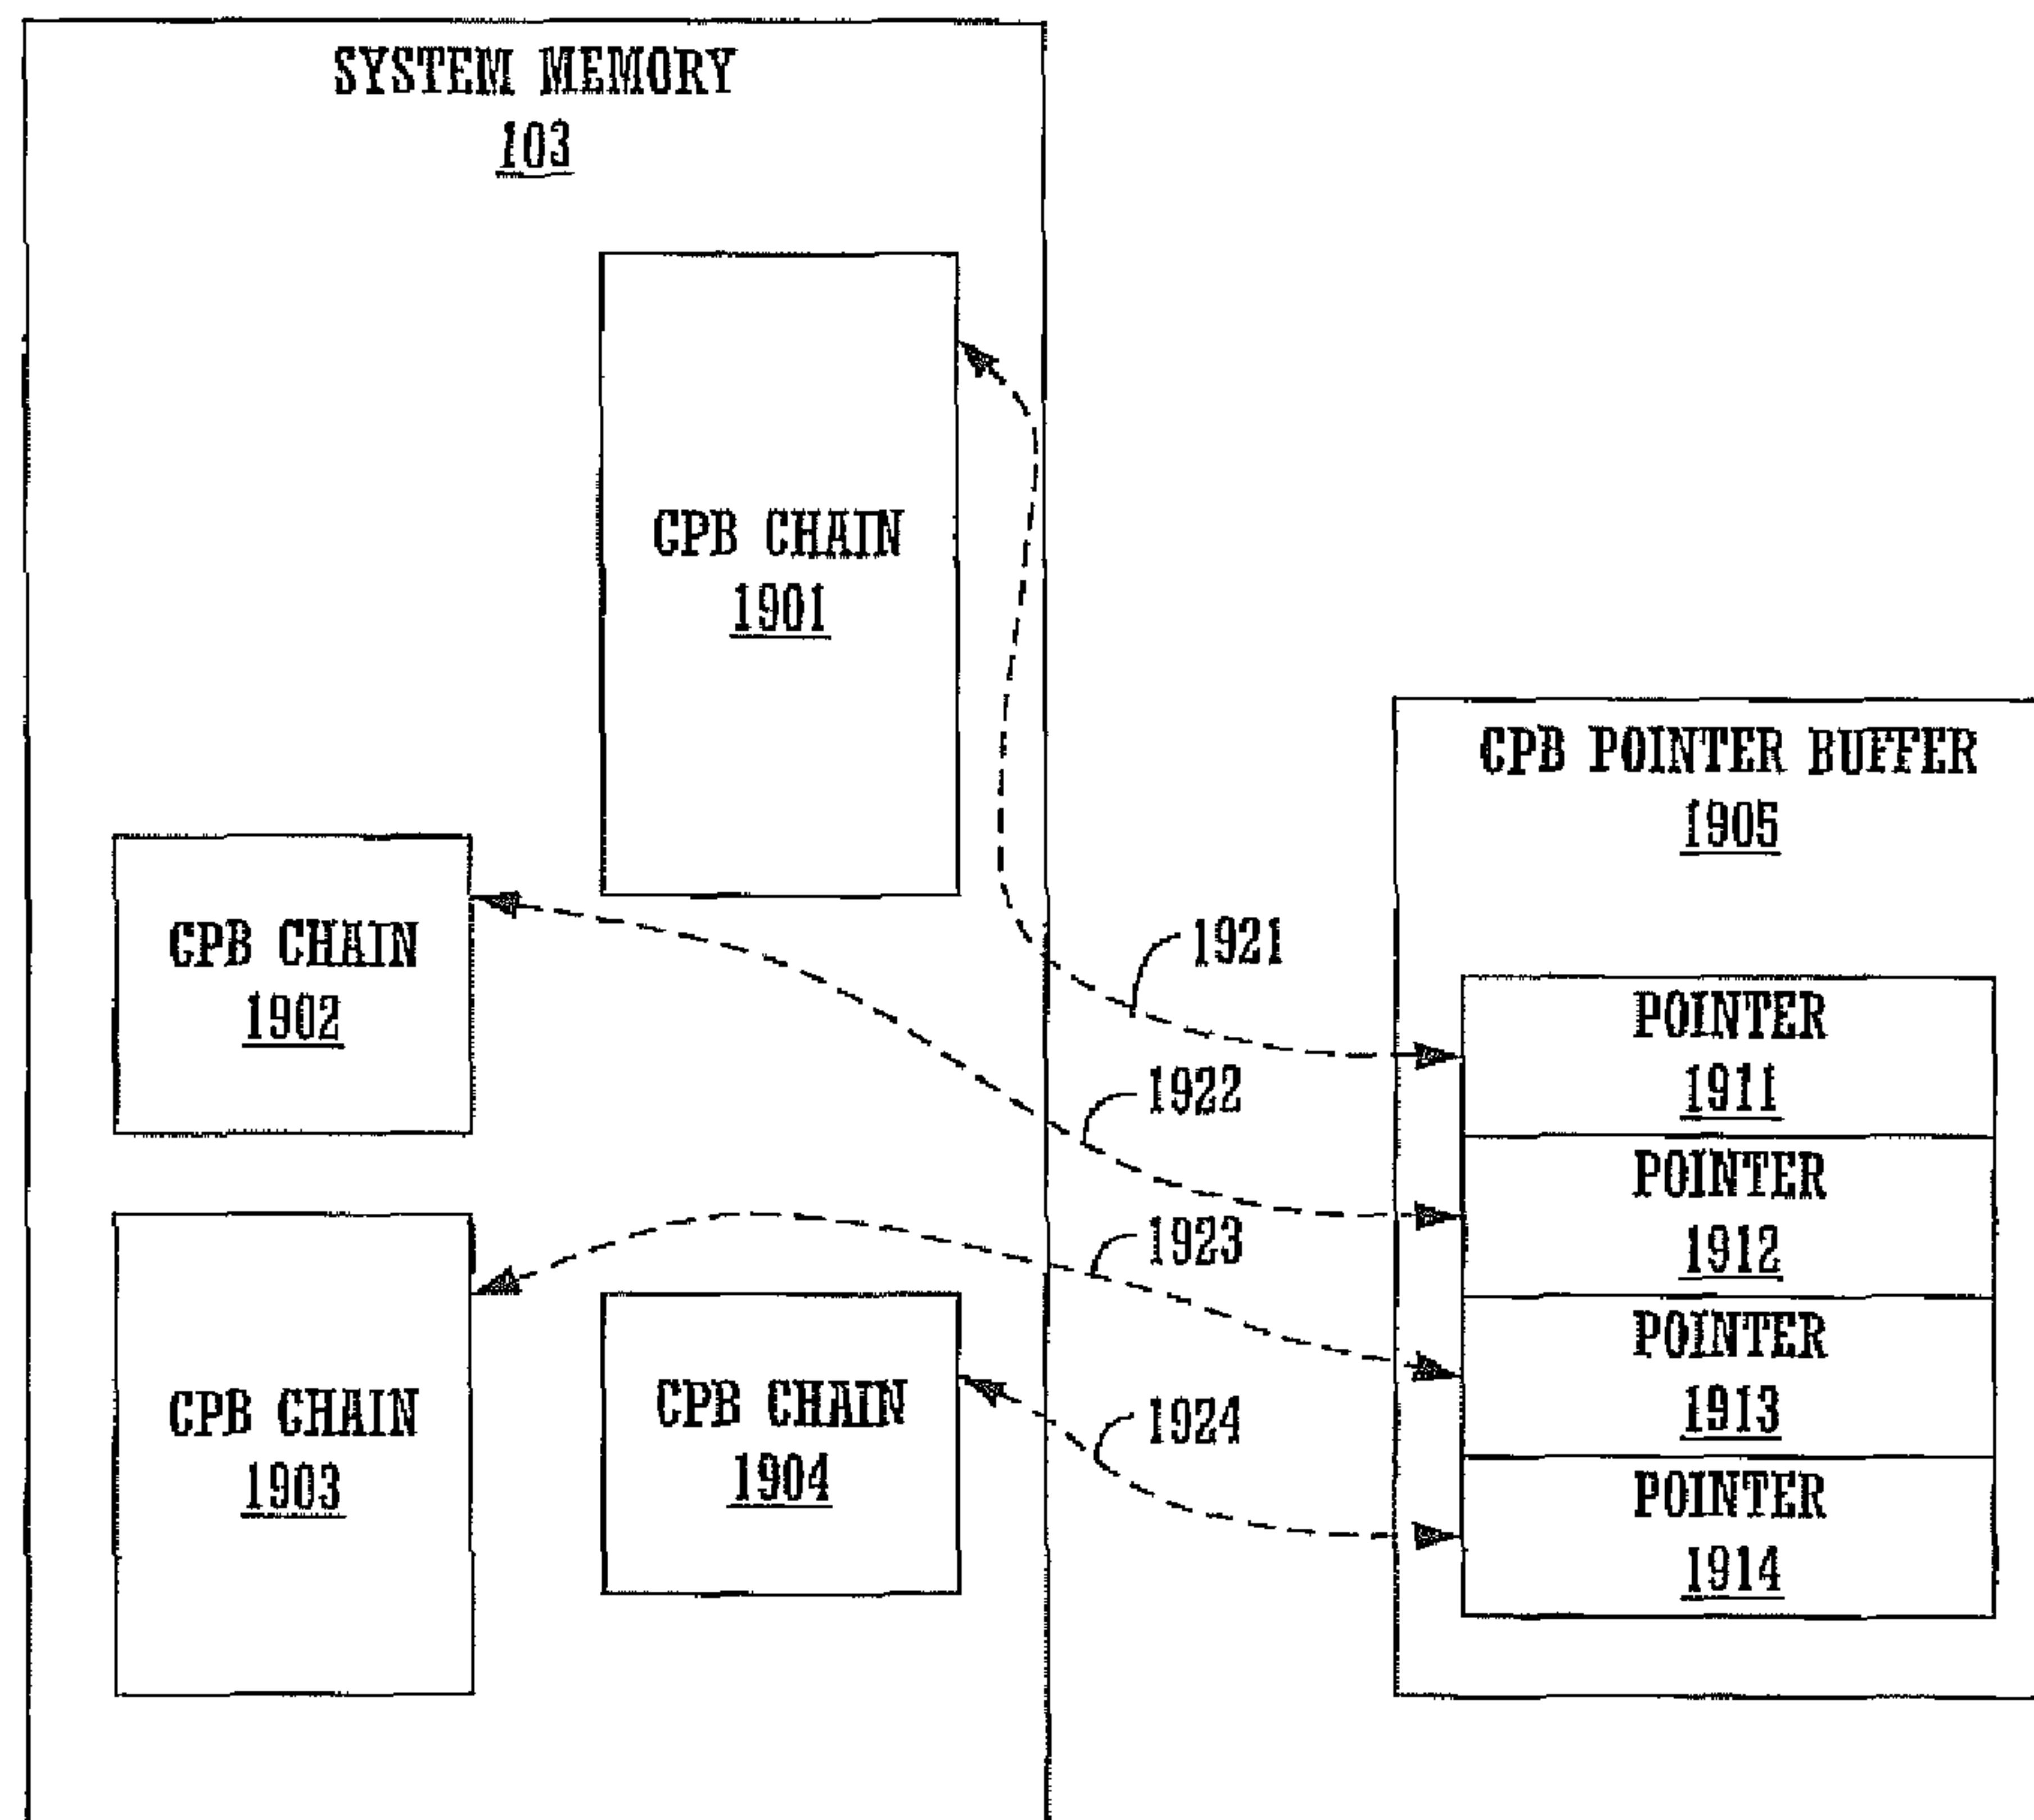 SYSTEM MEMORY
103
CPB CHAIN
1901
CPB CHAIN
1902
CPB CHAIN
1903
CPB CHAIN
1904
1921
1922
1923
1924
CPB POINTER BUFFER
1905
POINTER
1911
POINTER
1912
POINTER
1913
POINTER
1914